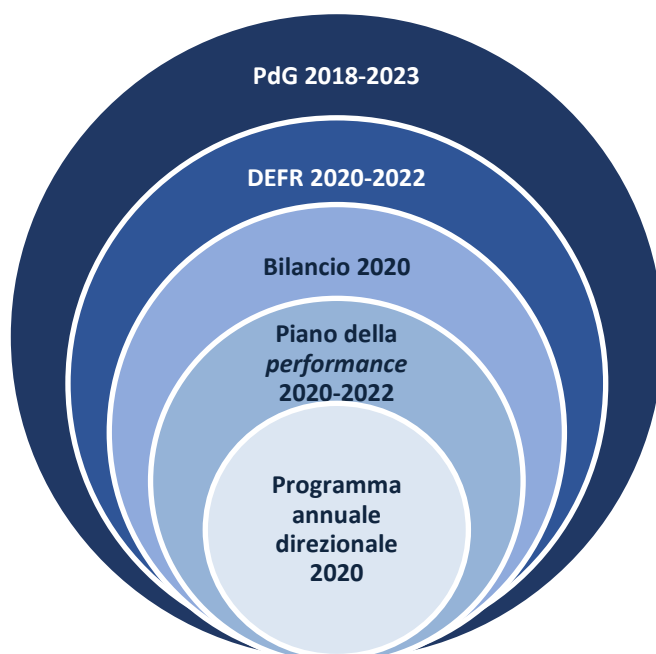 PdG 2018-2023
DEFR 2020-2022
Bilancio 2020
Piano della
performance
2020-2022
Programma
annuale
direzionale
2020